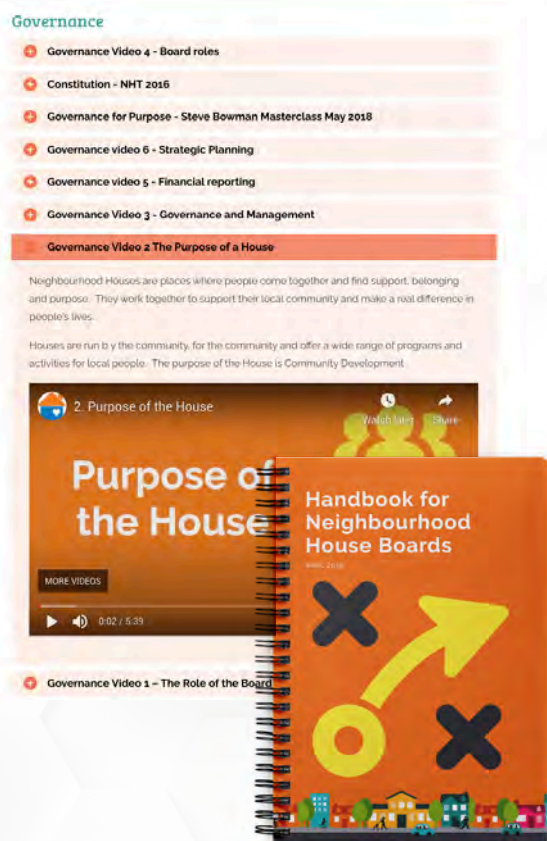 Governance
Governance Video 4 - Board roles
Constitution - NHT 2016
Governance for Purpose - Steve Bowman Masterclass May 2018
Governance video 6 - Strategic Planning
Governance video 5 - Financial reporting
Governance Video 3 - Governance and Management
Governance Video 2 The Purpose of a House
Neighbourhood Houses are places where people come together and find support, belonging
and purpose. They work together to support their local community and make a real difference in
people's lives.
Houses are run b y the community, for the community and offer a wide range of programs and
activities for local people. The purpose of the House is Community Development
2. Purpose of the House
Watch later
Share
Purpose of
the House
MORE VIDEOS
0:02 / 5:39
Governance Video 1 – The Role of the Board
Handbook for
Neighbourhood
House Boards